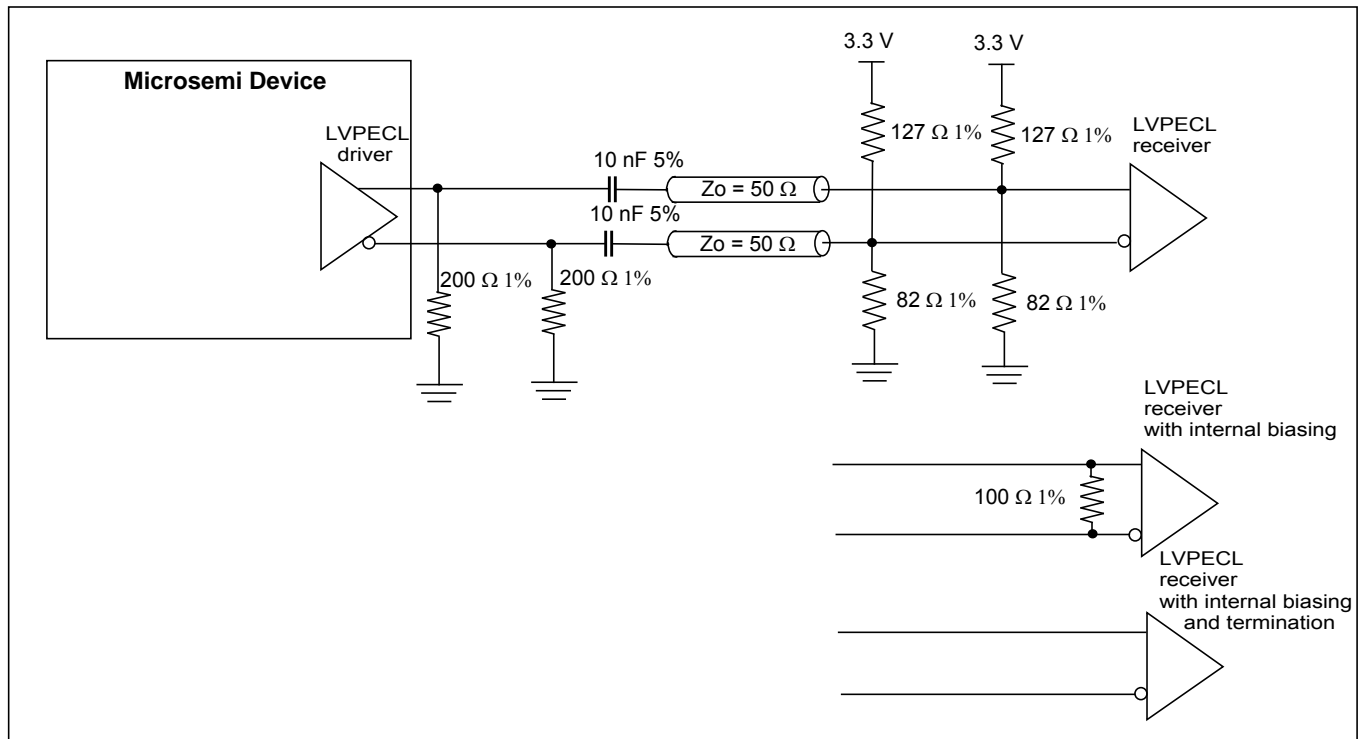 Microsemi Device
LVPECL
driver
10 nF 5%
Zo = 50 Ω
10 nF 5%
Zo = 50 Ω
200 Ω 1%
200 Ω 1%
3.3 V
3.3 V
127 Ω 1%
127 Ω 1%
LVPECL
receiver
82 Ω 1%
82 Ω 1%
LVPECL
receiver
with internal biasing
100 Ω 1%
LVPECL
receiver
with internal biasing
and termination